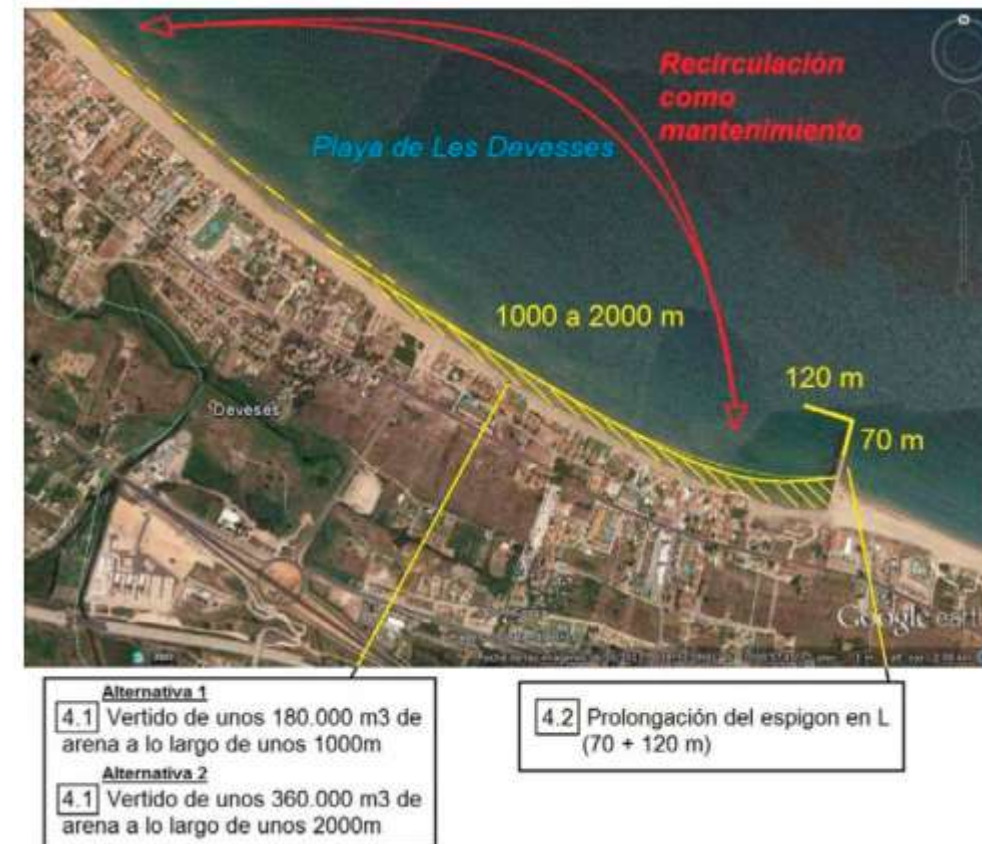 Recirculación
como
mantenimiento
Playa de Les Devesses
1000 a 2000 m
120 m
70 m
Deveses
Google earth
Alternativa 1
4.1 Vertido de unos 180.000 m3 de
arena a lo largo de unos 1000m
Alternativa 2
4.1 Vertido de unos 360.000 m3 de
arena a lo largo de unos 2000m
4.2 Prolongación del espigon en L
(70 + 120 m)